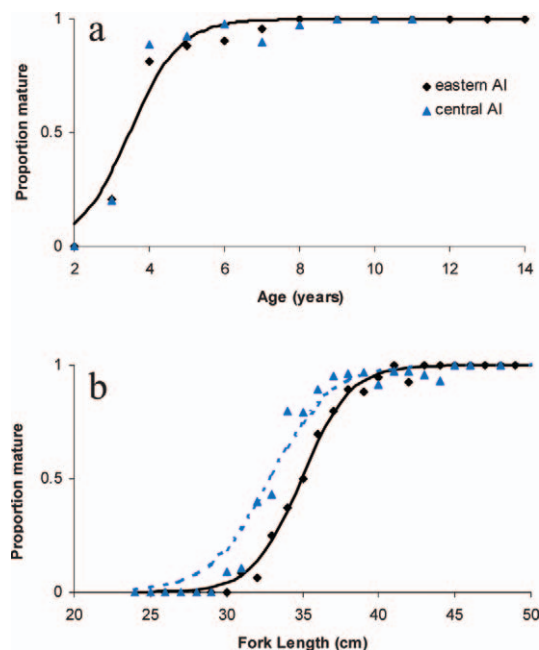 a
Proportion mature
1
0.5
0
eastern AI
central AI
2 4 6 8 10 12 14
Age (years)
b
Proportion mature
1
0.5
0
20 25 30 35 40 45 50
Fork Length (cm)